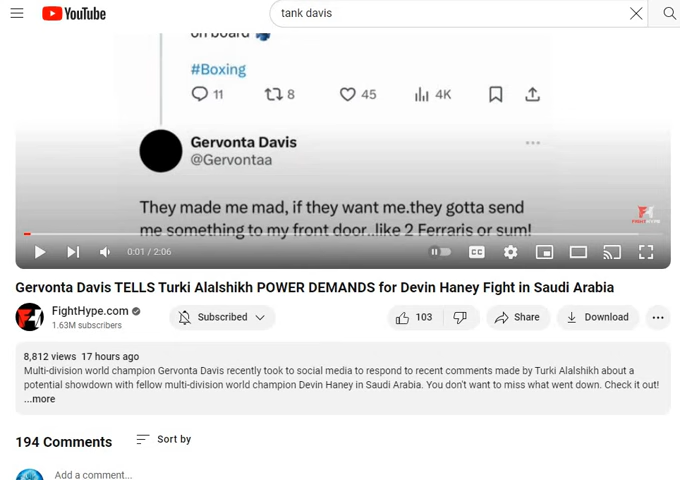 YouTube
tank davis
on board
#Boxing
11 8 45 4K
Gervonta Davis
@Gervontaa
They made me mad, if they want me.they gotta send
me something to my front door..like 2 Ferraris or sum!
FIGHTHYPE
0:01 / 2:06
CC
Gervonta Davis TELLS Turki Alalshikh POWER DEMANDS for Devin Haney Fight in Saudi Arabia
FightHype.com
1.63M subscribers
Subscribed
103
Share
Download
8,812 views 17 hours ago
Multi-division world champion Gervonta Davis recently took to social media to respond to recent comments made by Turki Alalshikh about a
potential showdown with fellow multi-division world champion Devin Haney in Saudi Arabia. You don't want to miss what went down. Check it out!
...more
194 Comments
Sort by
Add a comment...